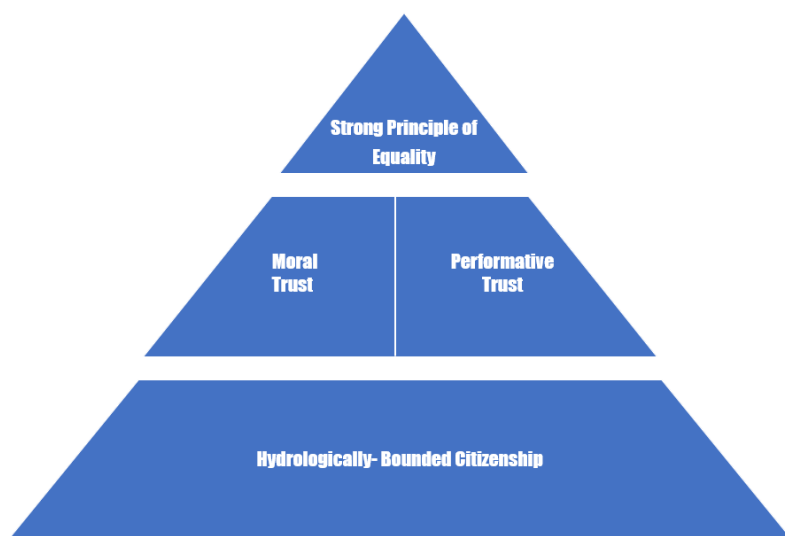 Strong Principle of
Equality
Moral
Trust
Performative
Trust
Hydrologically- Bounded Citizenship